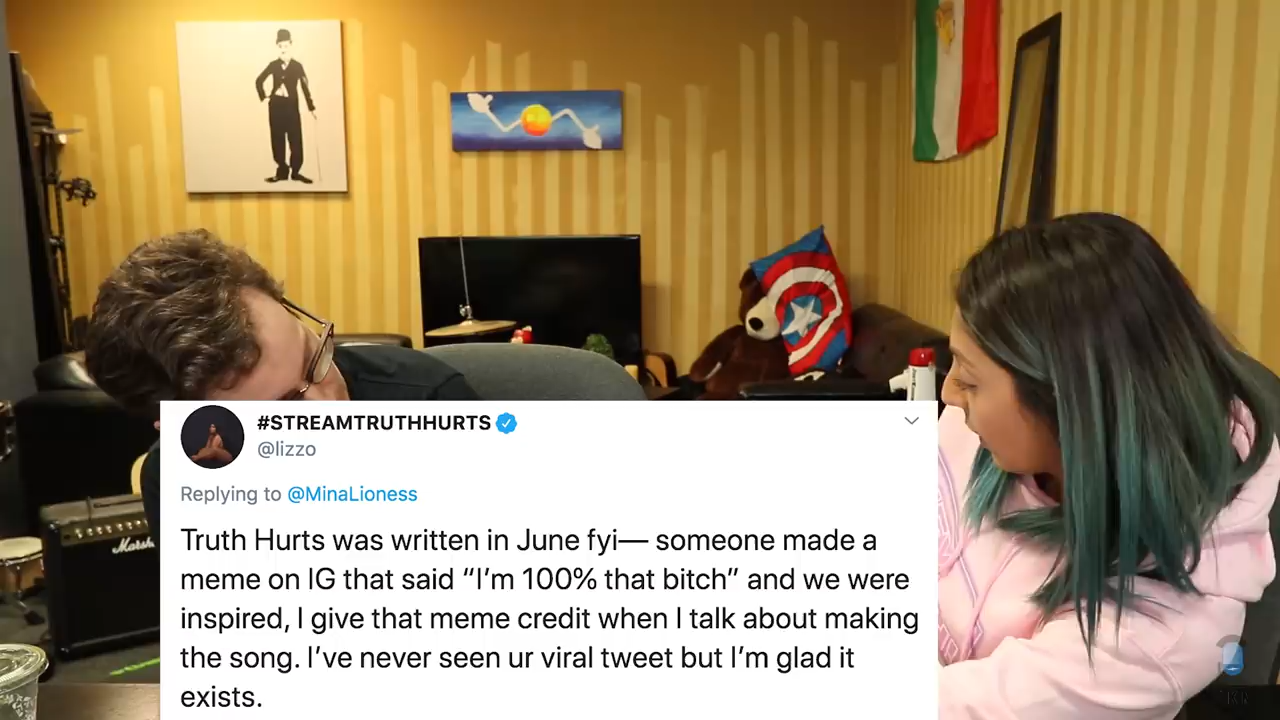 #STREAMTRUTHHURTS
@lizzo
Replying to @MinaLioness
Truth Hurts was written in June fyi— someone made a
meme on IG that said “I’m 100% that bitch” and we were
inspired, I give that meme credit when I talk about making
the song. I’ve never seen ur viral tweet but I’m glad it
exists.
Marsha